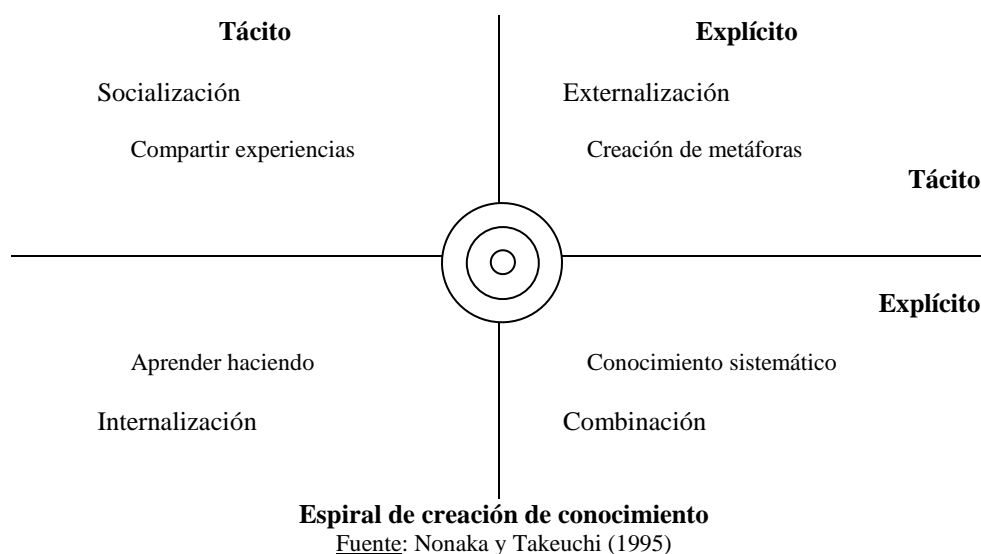 Tácito
Explícito
Socialización
Externalización
Compartir experiencias
Creación de metáforas
Tácito
Explícito
Aprender haciendo
Conocimiento sistemático
Internalización
Combinación
Espiral de creación de conocimiento
Fuente: Nonaka y Takeuchi (1995)